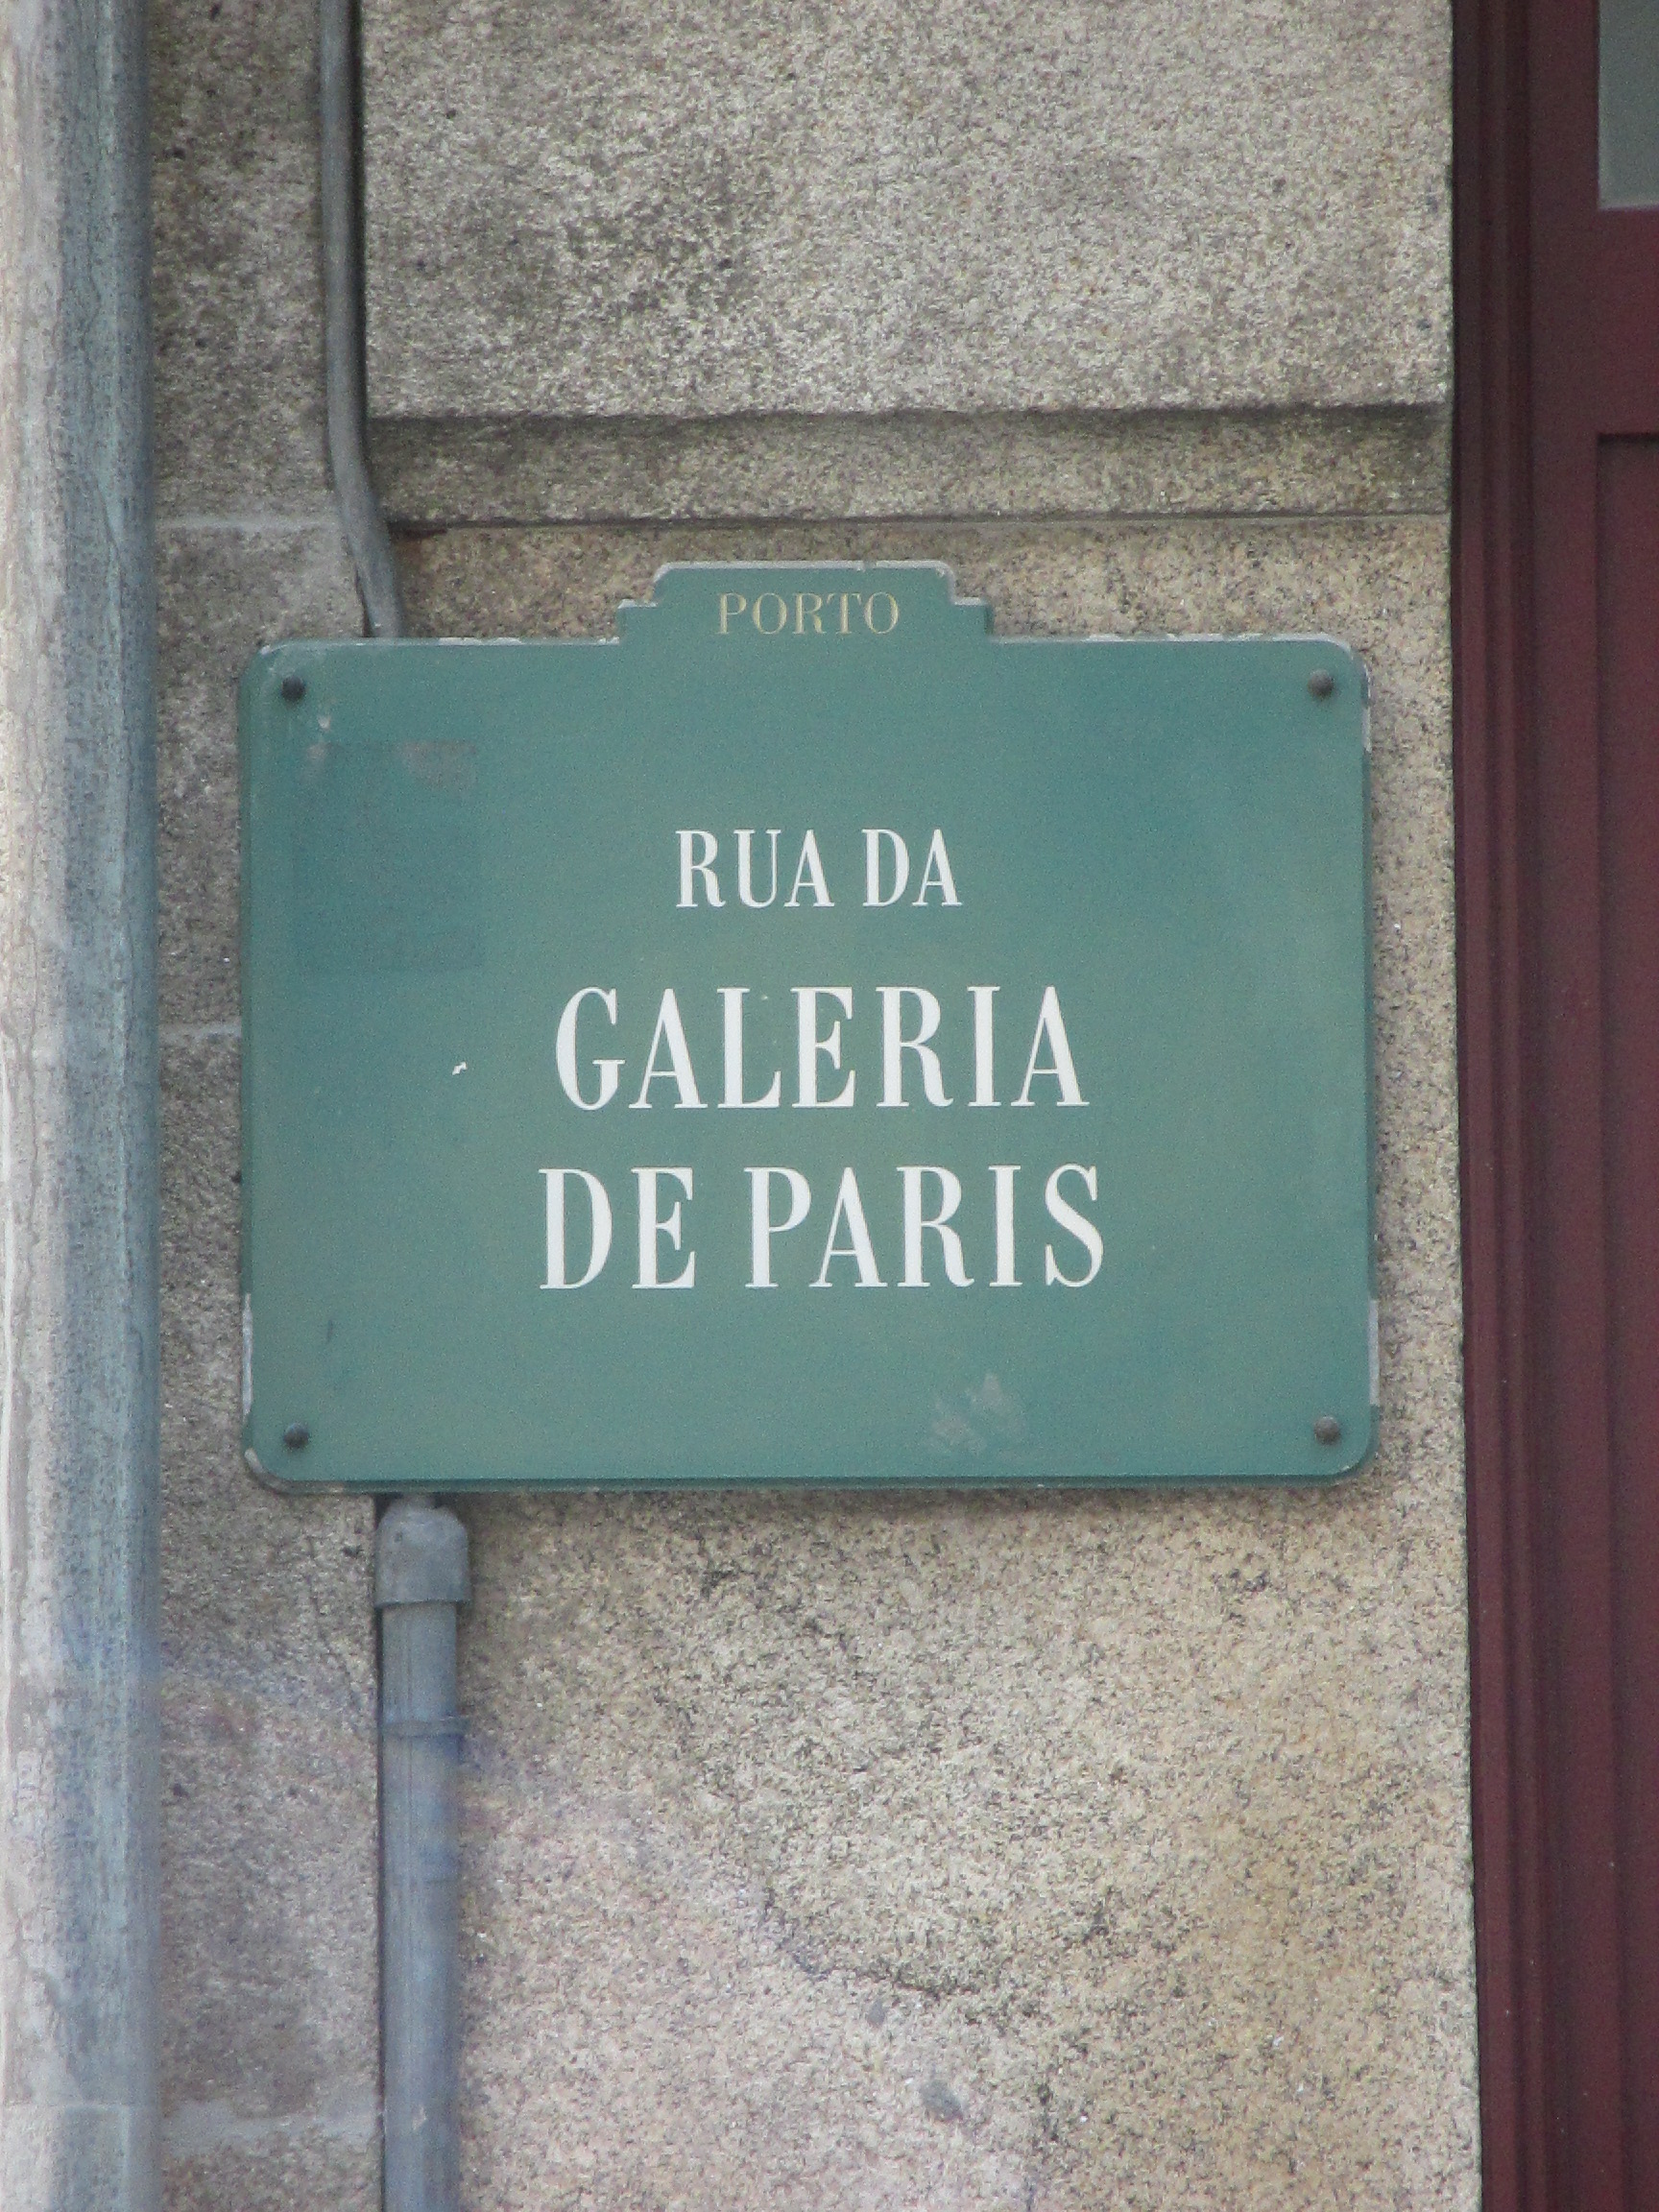 PORTO
RUA DA
GALERIA
DE PARIS